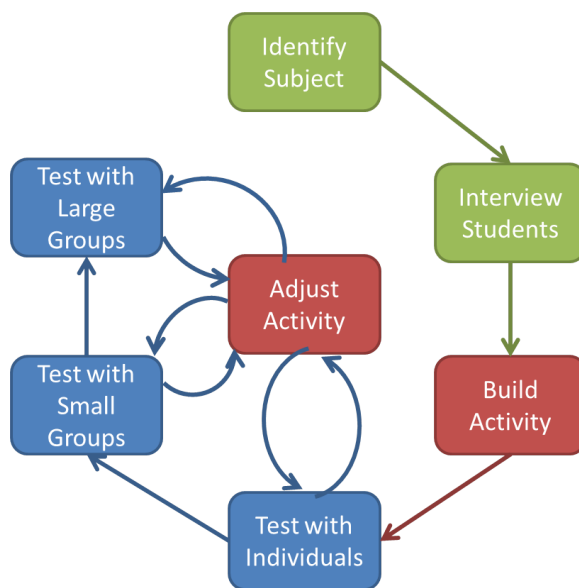 Identify
Subject
Test with
Large
Groups
Interview
Students
Adjust
Activity
Test with
Small
Groups
Build
Activity
Test with
Individuals